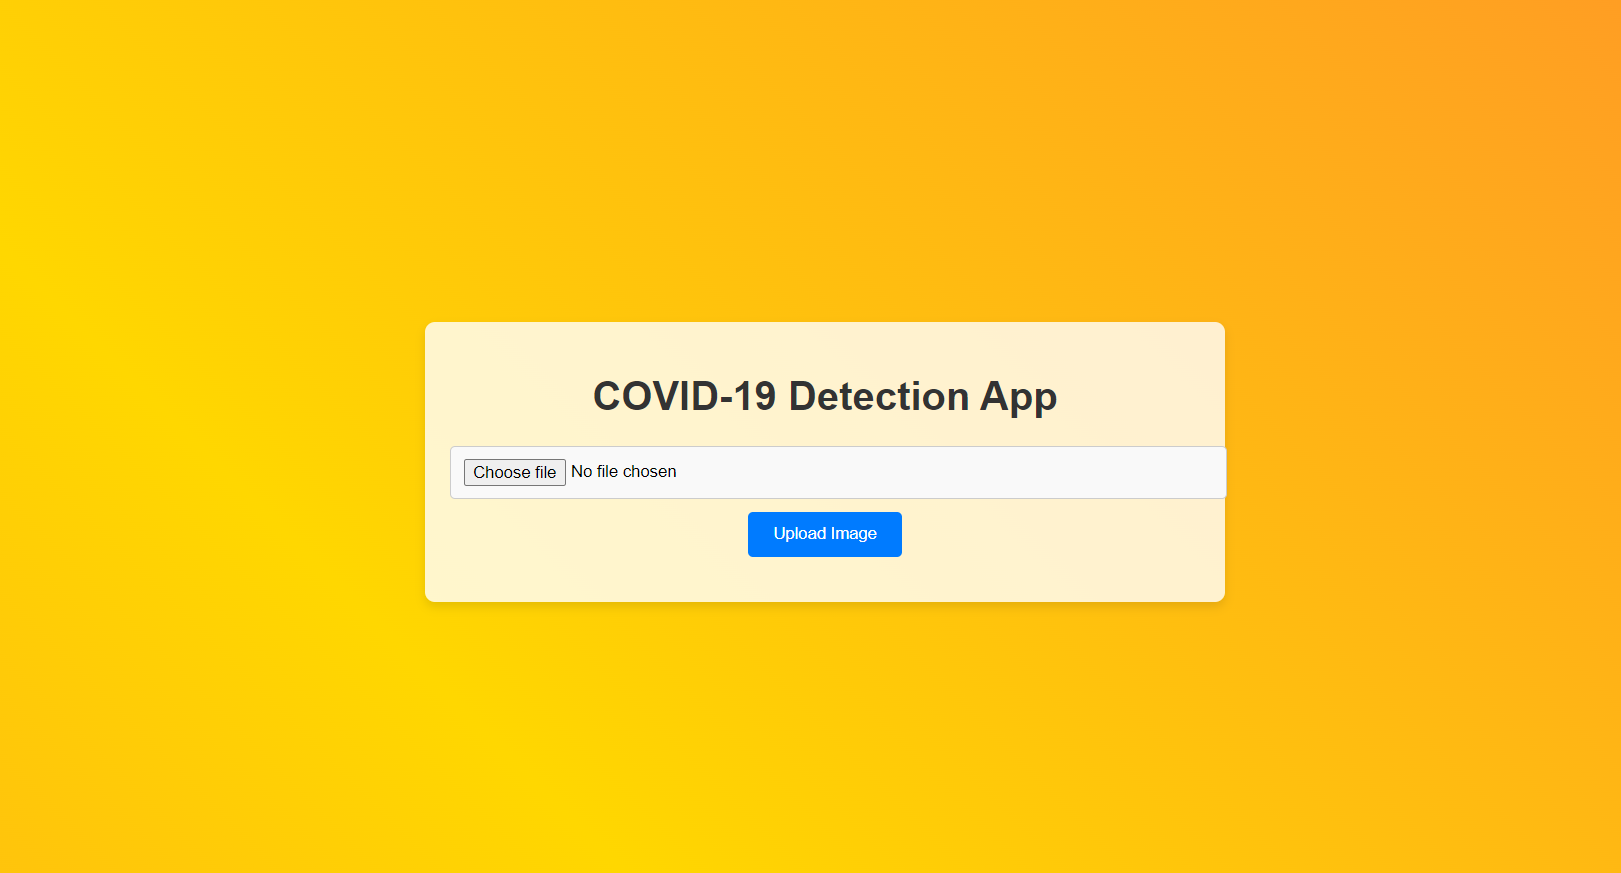 COVID-19 Detection App
Choose file No file chosen
Upload Image